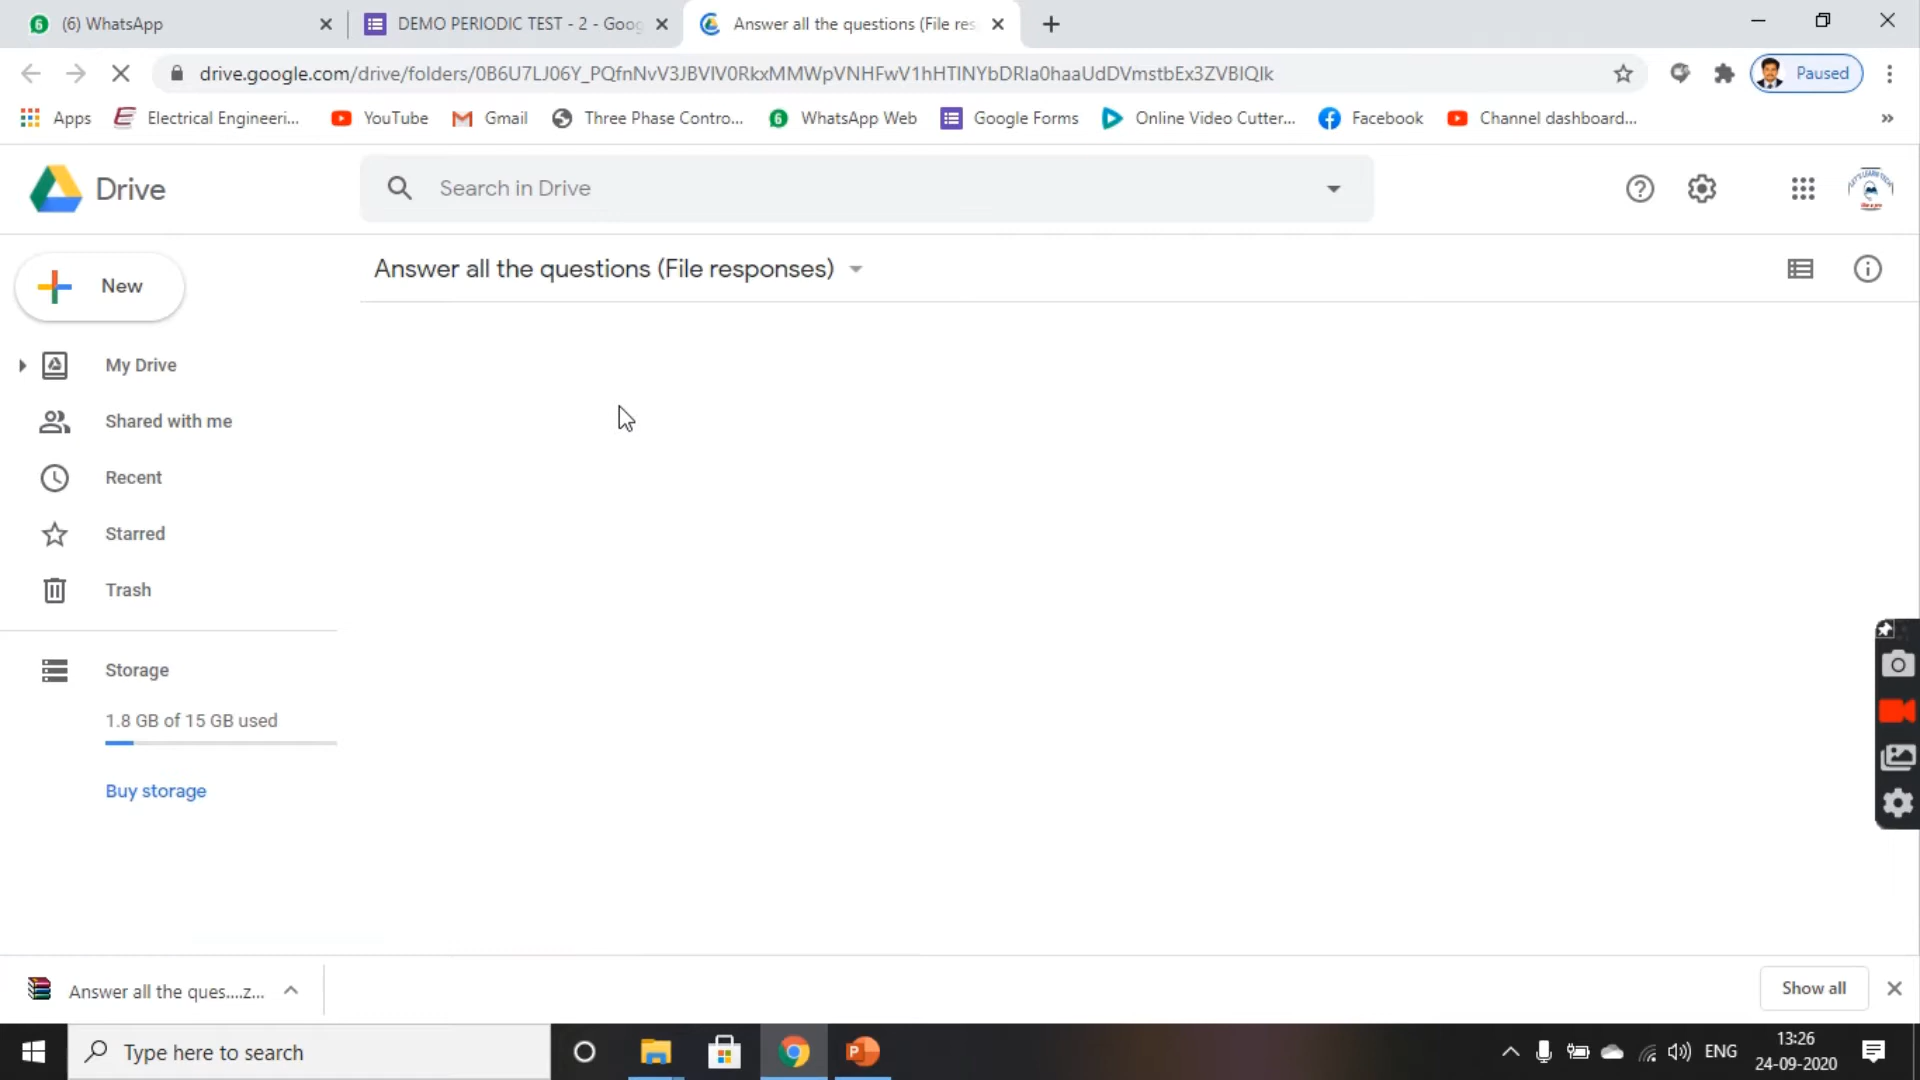 (6) WhatsApp
DEMO PERIODIC TEST - 2 - Goog
Answer all the questions (File res
drive.google.com/drive/folders/
Paused
Apps
Electrical Engineeri...
YouTube
Gmail
Three Phase Contro...
6
WhatsApp Web
Google Forms
Online Video Cutter...
Facebook
Channel dashboard...
Drive
Search in Drive
New
Answer all the questions (File responses)
My Drive
Shared with me
Recent
Starred
Trash
Storage
1.8 GB of 15 GB used
Buy storage
Answer all the ques....z...
Show all
Type here to search
ENG
13:26
24-09-2020